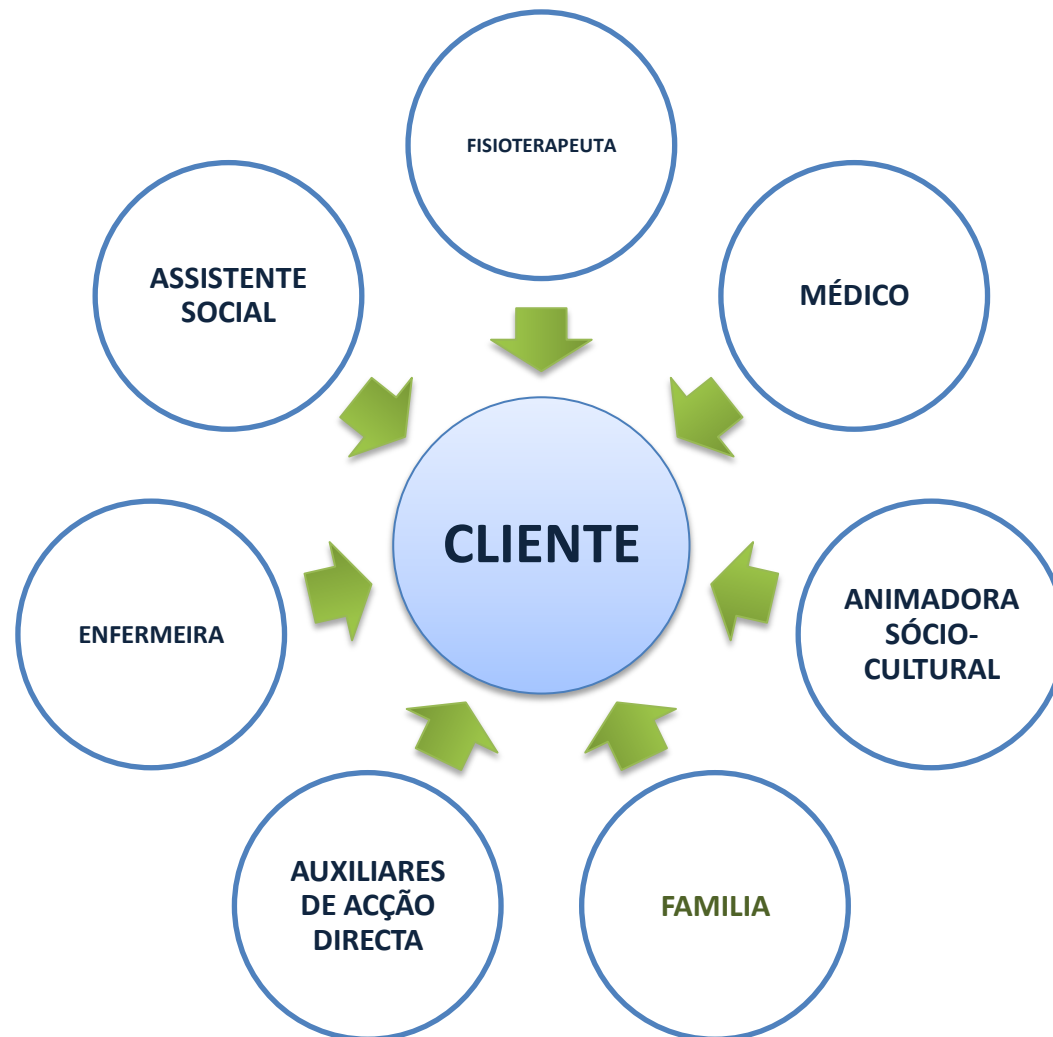 FISIOTERAPEUTA
ASSISTENTE
SOCIAL
MÉDICO
CLIENTE
ENFERMEIRA
ANIMADORA
SÓCIO-
CULTURAL
AUXILIARES
DE ACÇÃO
DIRECTA
FAMILIA